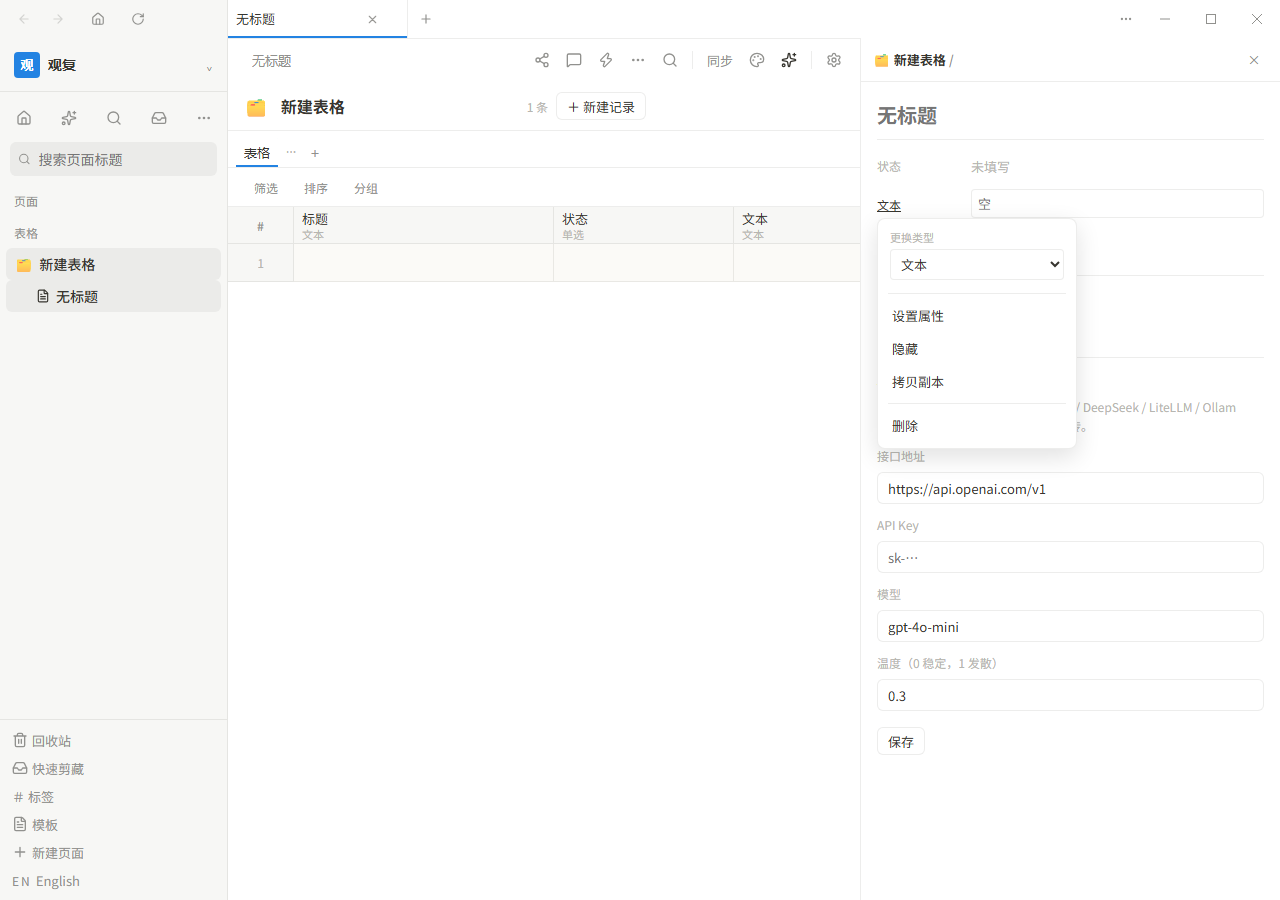 无标题
观 观复
搜索页面标题
页面
表格
新建表格
无标题
回收站
快速剪藏
# 标签
模板
新建页面
EN English
无标题
同步
新建表格
1 条
新建记录
表格
筛选 排序 分组
# 标题 状态 文本
文本 单选 文本
1
新建表格 /
无标题
状态 未填写
文本 空
更换类型
文本
设置属性
隐藏
拷贝副本
删除
/ DeepSeek / LiteLLM / Ollam
。
接口地址
https://api.openai.com/v1
API Key
sk-…
模型
gpt-4o-mini
温度（0 稳定，1 发散）
0.3
保存